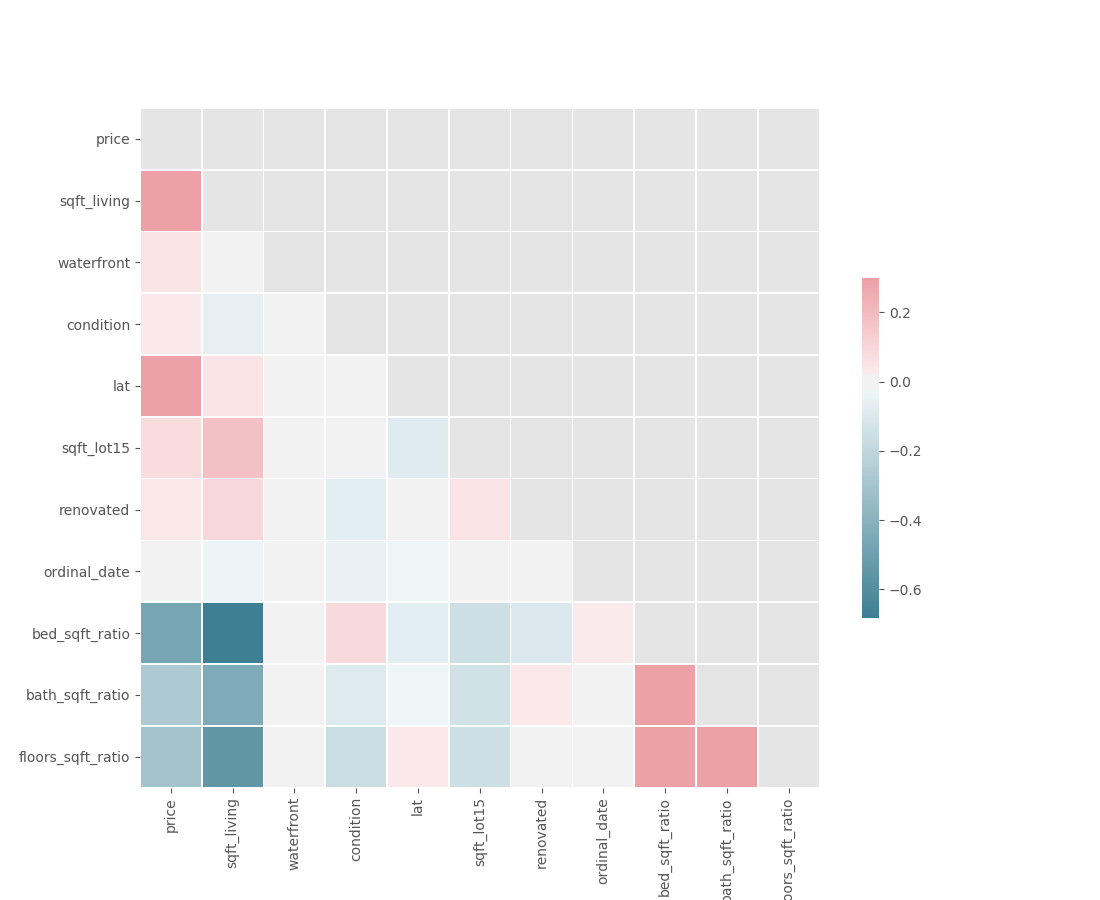 price
sqft_living
waterfront
condition
lat
sqft_lot15
renovated
ordinal_date
bed_sqft_ratio
bath_sqft_ratio
floors_sqft_ratio
price
sqft_living
waterfront
condition
lat
sqft_lot15
renovated
ordinal_date
bed_sqft_ratio
bath_sqft_ratio
oors_sqft_ratio
0.2
0.0
−0.2
−0.4
−0.6